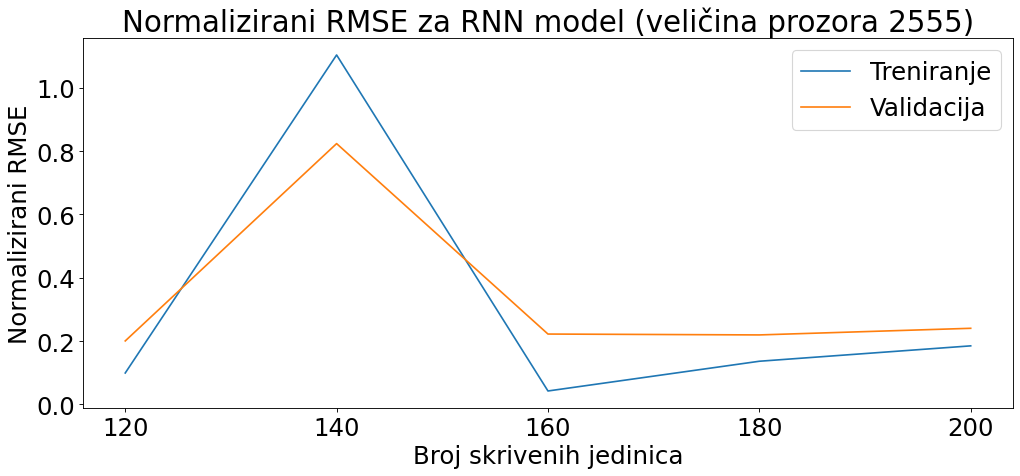 Normalizirani RMSE za RNN model (veličina prozora 2555)
Treniranje
Validacija
Normalizirani RMSE
1.0
0.8
0.6
0.4
0.2
0.0
120 140 160 180 200
Broj skrivenih jedinica